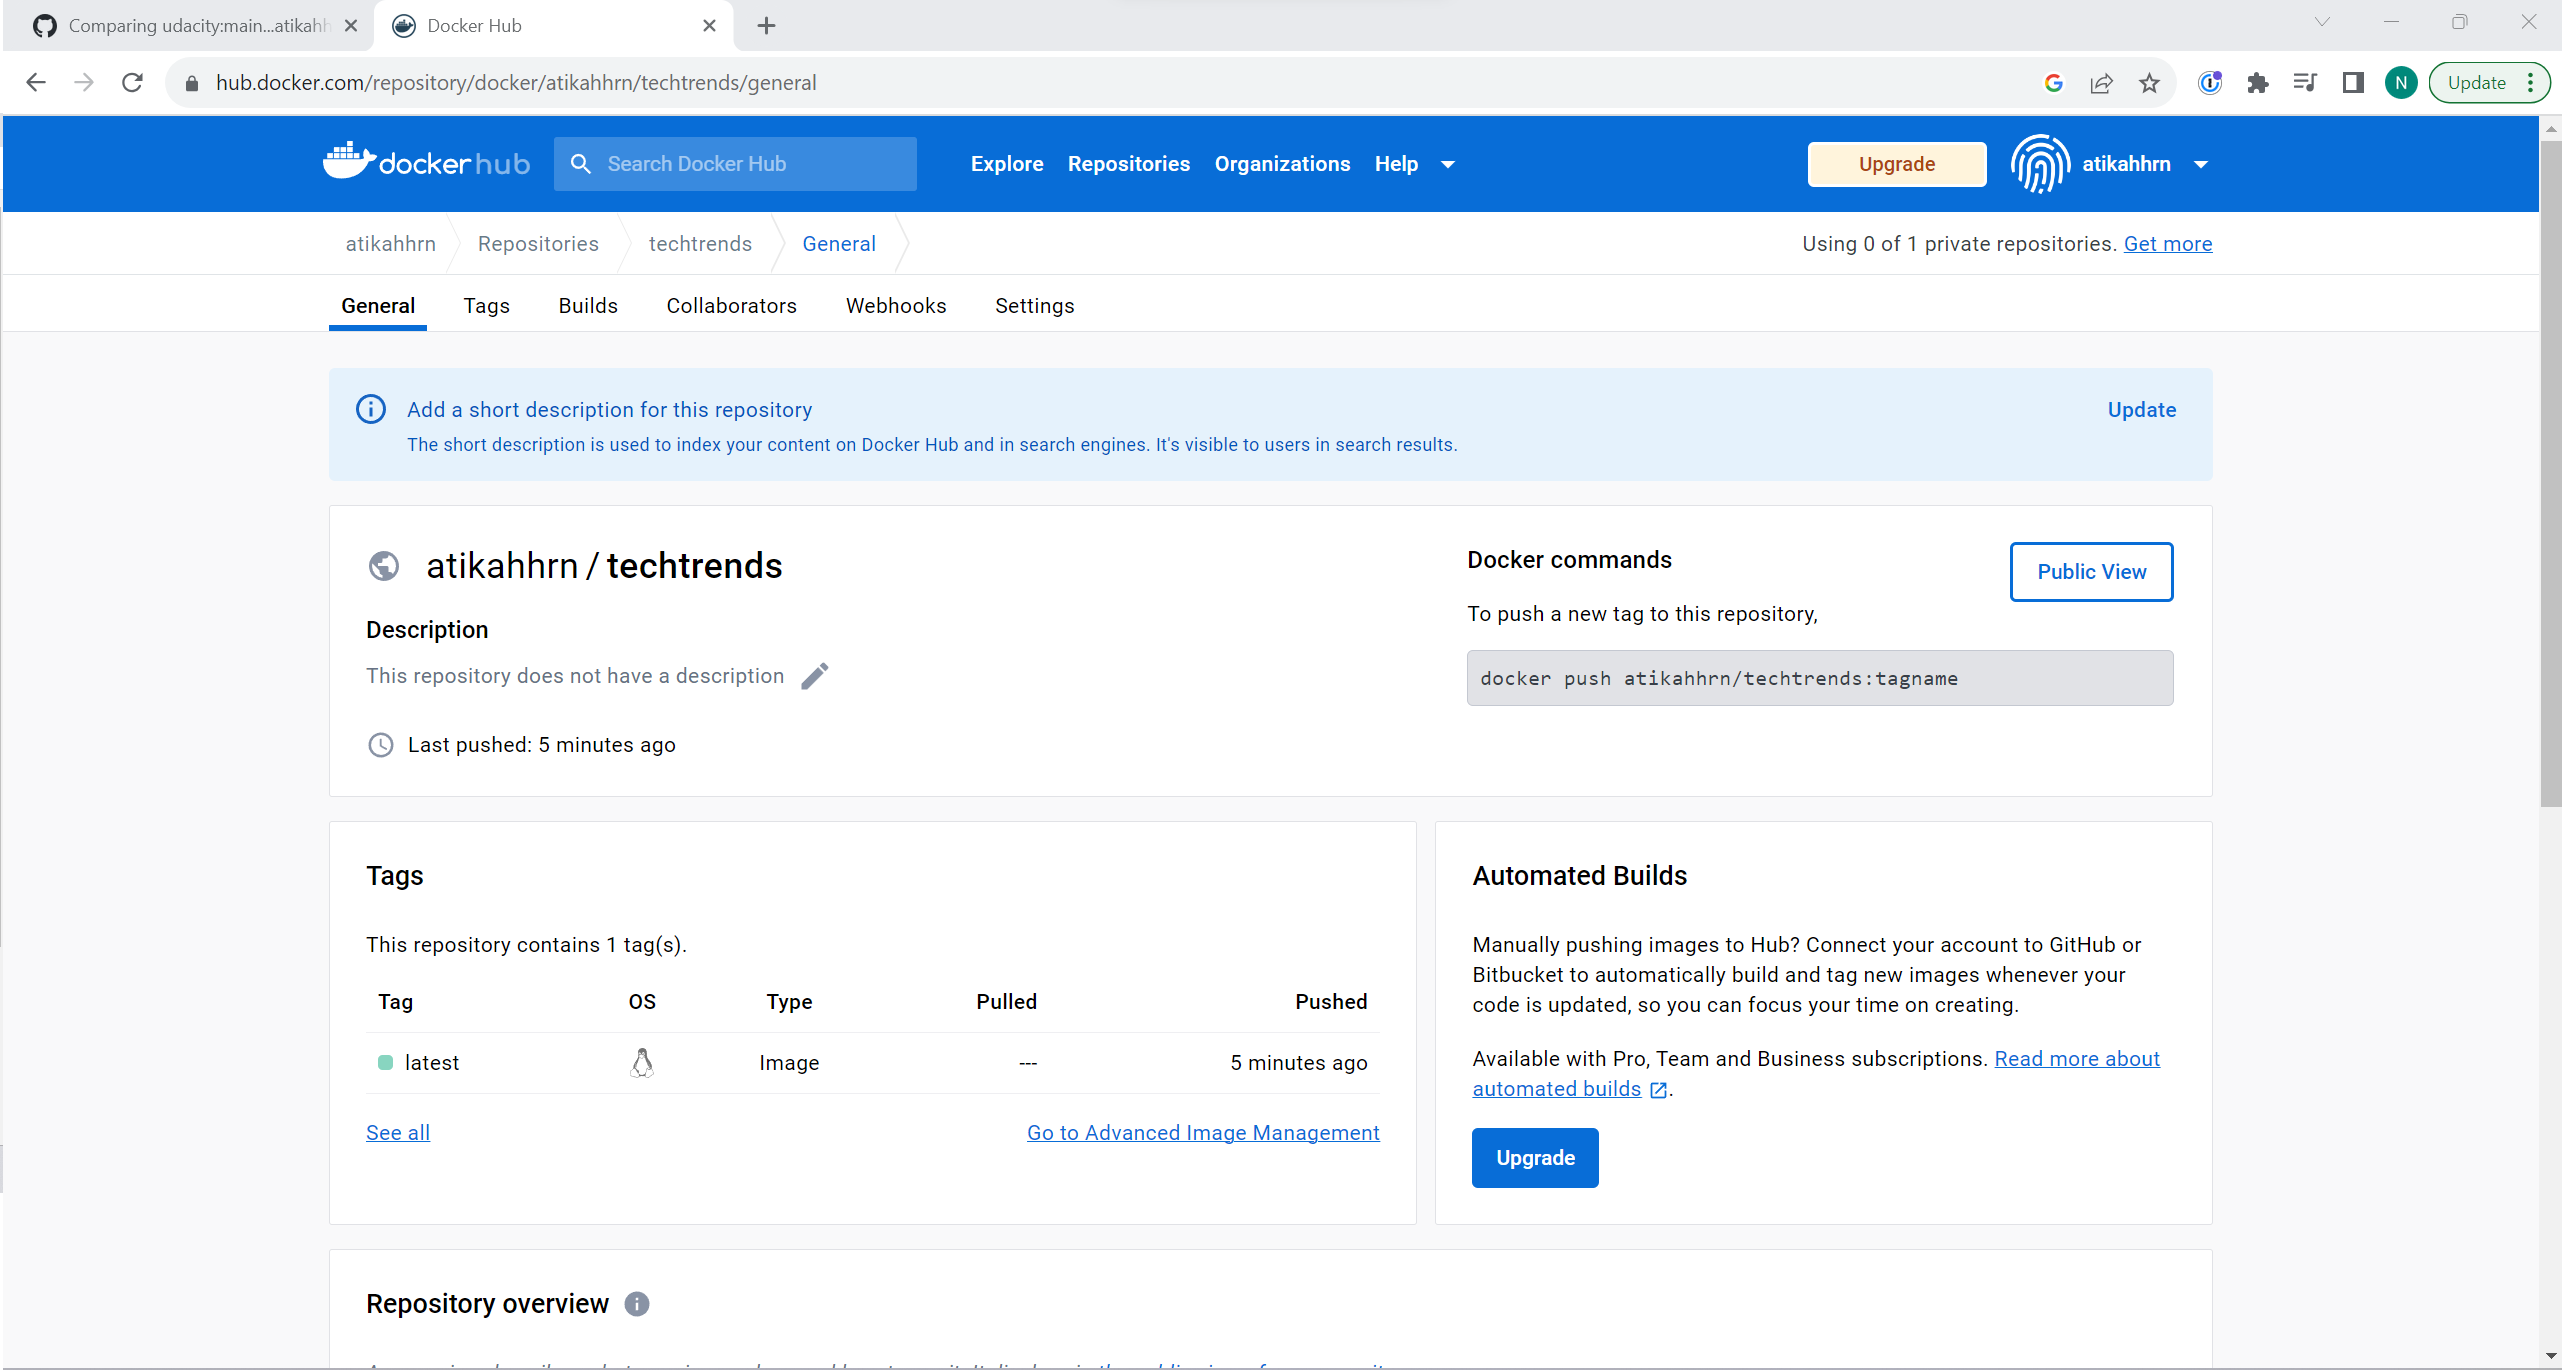 Comparing udacity:main...atikahh
Docker Hub
hub.docker.com/repository/docker/atikahhrn/techtrends/general
N
Update
dockerhub
Search Docker Hub
Explore
Repositories
Organizations
Help
Upgrade
atikahhrn
atikahhrn
Repositories
techtrends
General
Using 0 of 1 private repositories. Get more
General
Tags
Builds
Collaborators
Webhooks
Settings
Add a short description for this repository
Update
The short description is used to index your content on Docker Hub and in search engines. It's visible to users in search results.
atikahhrn / techtrends
Description
This repository does not have a description
Last pushed: 5 minutes ago
Docker commands
Public View
To push a new tag to this repository,
docker push atikahhrn/techtrends:tagname
Tags
This repository contains 1 tag(s).
Tag OS Type Pulled Pushed
latest Image --- 5 minutes ago
See all
Go to Advanced Image Management
Automated Builds
Manually pushing images to Hub? Connect your account to GitHub or
Bitbucket to automatically build and tag new images whenever your
code is updated, so you can focus your time on creating.
Available with Pro, Team and Business subscriptions. Read more about
automated builds.
Upgrade
Repository overview